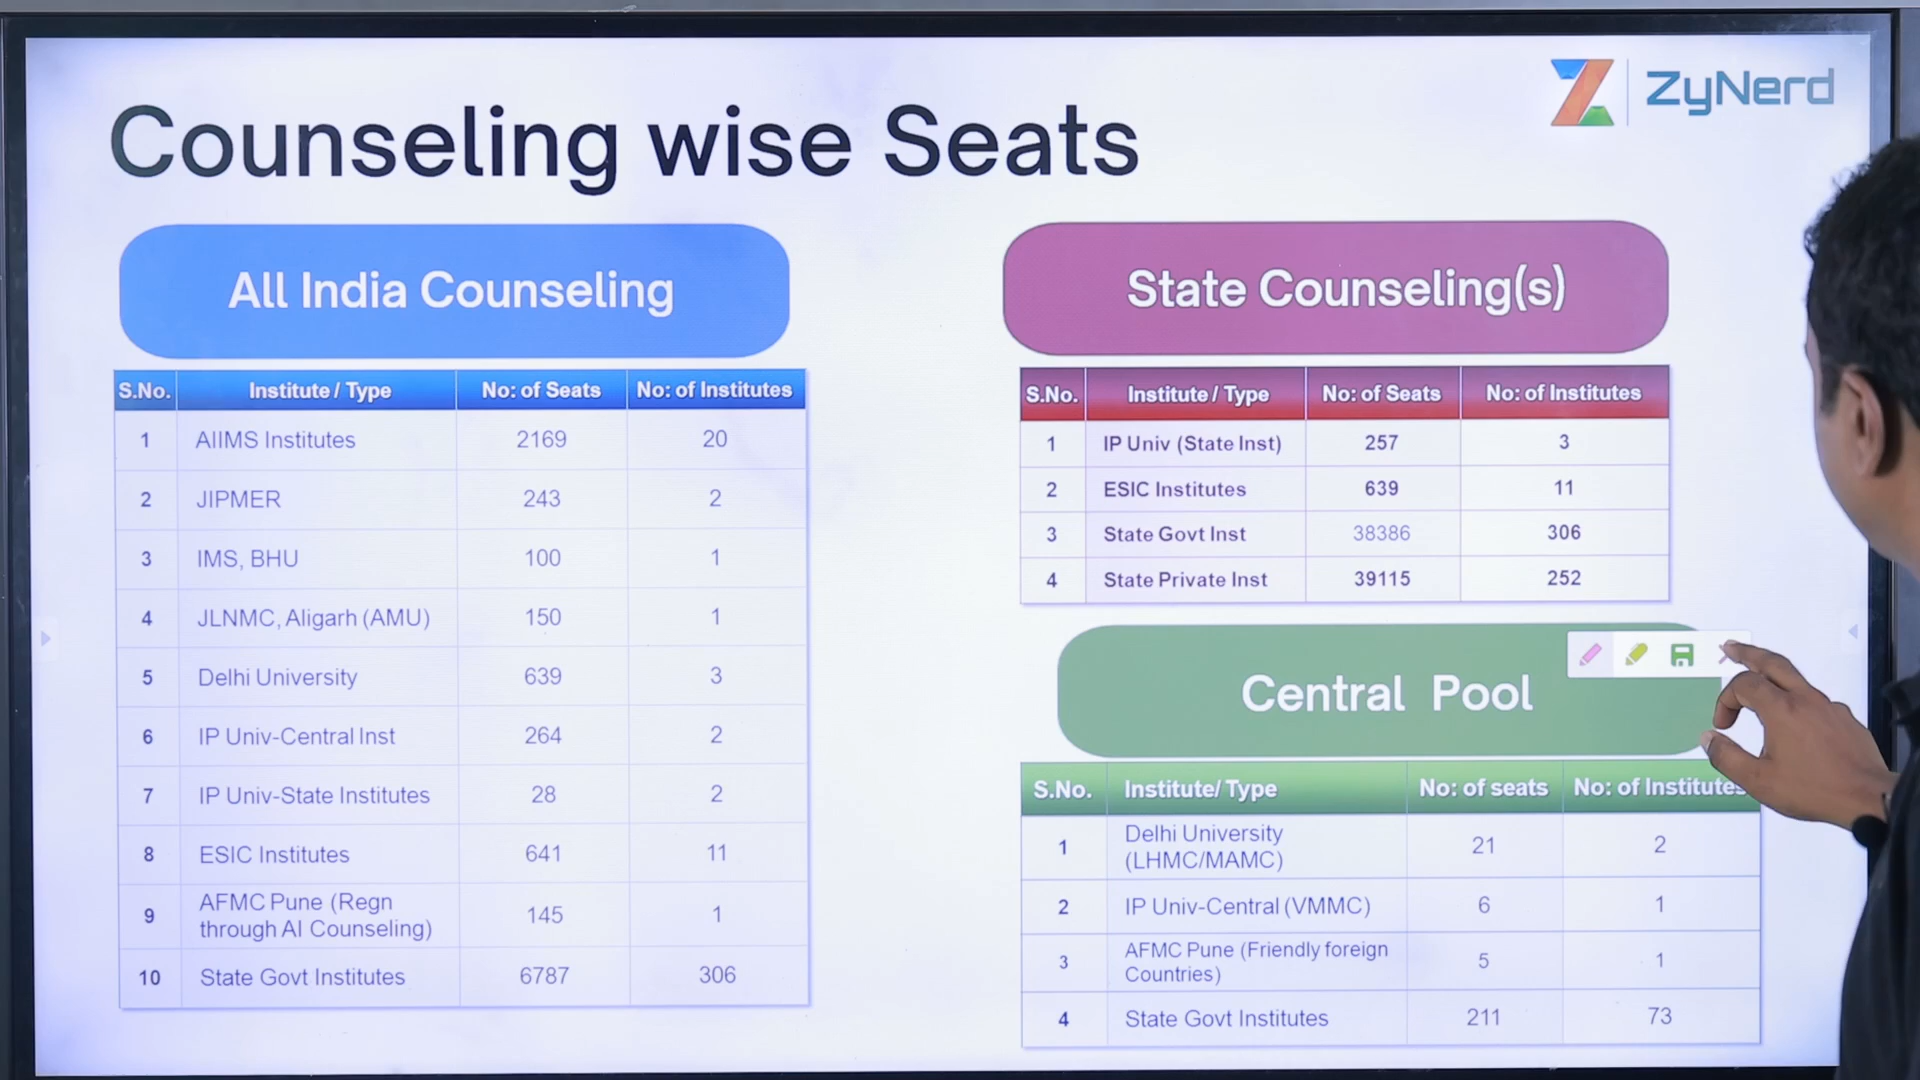 ZyNerd
Counseling wise Seats
All India Counseling
S.No. Institute / Type No: of Seats No: of Institutes
1 AIIMS Institutes 2169 20
2 JIPMER 243 2
3 IMS, BHU 100 1
4 JLNMC, Aligarh (AMU) 150 1
5 Delhi University 639 3
6 IP Univ-Central Inst 264 2
7 IP Univ-State Institutes 28 2
8 ESIC Institutes 641 11
9 AFMC Pune (Regn
through AI Counseling) 145 1
10 State Govt Institutes 6787 306
State Counseling(s)
S.No. Institute / Type No: of Seats No: of Institutes
1 IP Univ (State Inst) 257 3
2 ESIC Institutes 639 11
3 State Govt Inst 38386 306
4 State Private Inst 39115 252
Central Pool
S.No. Institute/ Type No: of seats No: of Institutes
1 Delhi University
(LHMC/MAMC) 21 2
2 IP Univ-Central (VMMC) 6 1
3 AFMC Pune (Friendly foreign
Countries) 5 1
4 State Govt Institutes 211 73